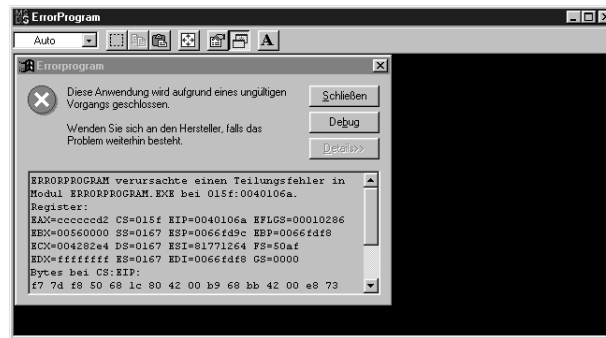 ErrorProgram
Auto
A
Errorprogram
Diese Anwendung wird aufgrund eines ungültigen
Vorgangs geschlossen.
Wenden Sie sich an den Hersteller, falls das
Problem weiterhin besteht.
Schließen
Debug
Details>>
ERRORPROGRAM verursachte einen Teilungsfehler in
Modul ERRORPROGRAM.EXE bei 015f:0040106a.
Register:
EAX=ccccccd2 CS=015f EIP=0040106a EFLGS=00010286
EBX=00560000 SS=0167 ESP=0066fd9c EBP=0066fdf8
ECX=004282e4 DS=0167 ESI=81771264 FS=50af
EDX=ffffffff ES=0167 EDI=0066fdf8 GS=0000
Bytes bei CS:EIP:
f7 7d f8 50 68 1c 80 42 00 b9 68 bb 42 00 e8 73